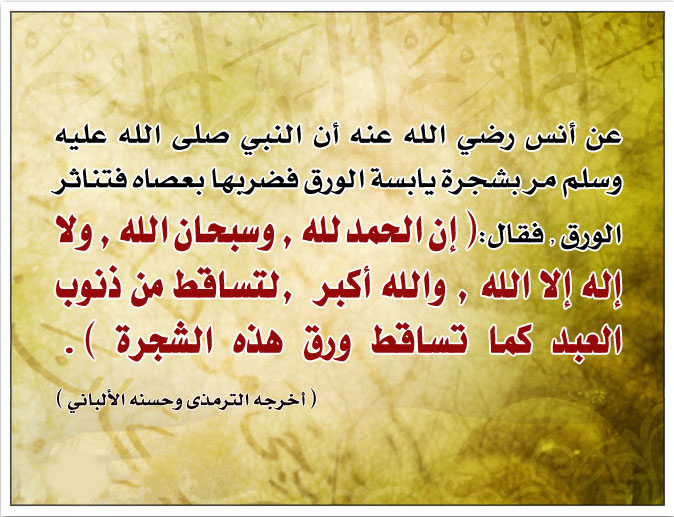 عن أنس رضي الله عنه أن النبي صلى الله عليه
وسلم مر بشجرة يابسة الورق فضربها بعصاه فتناثر
الورق , فقال:( إن الحمد لله , وسبحان الله , ولا
إله إلا الله , والله أكبر ,لتساقط من ذنوب
العبد كما تساقط ورق هذه الشجرة ) .
( أخرجه الترمذى وحسنه الألباني )